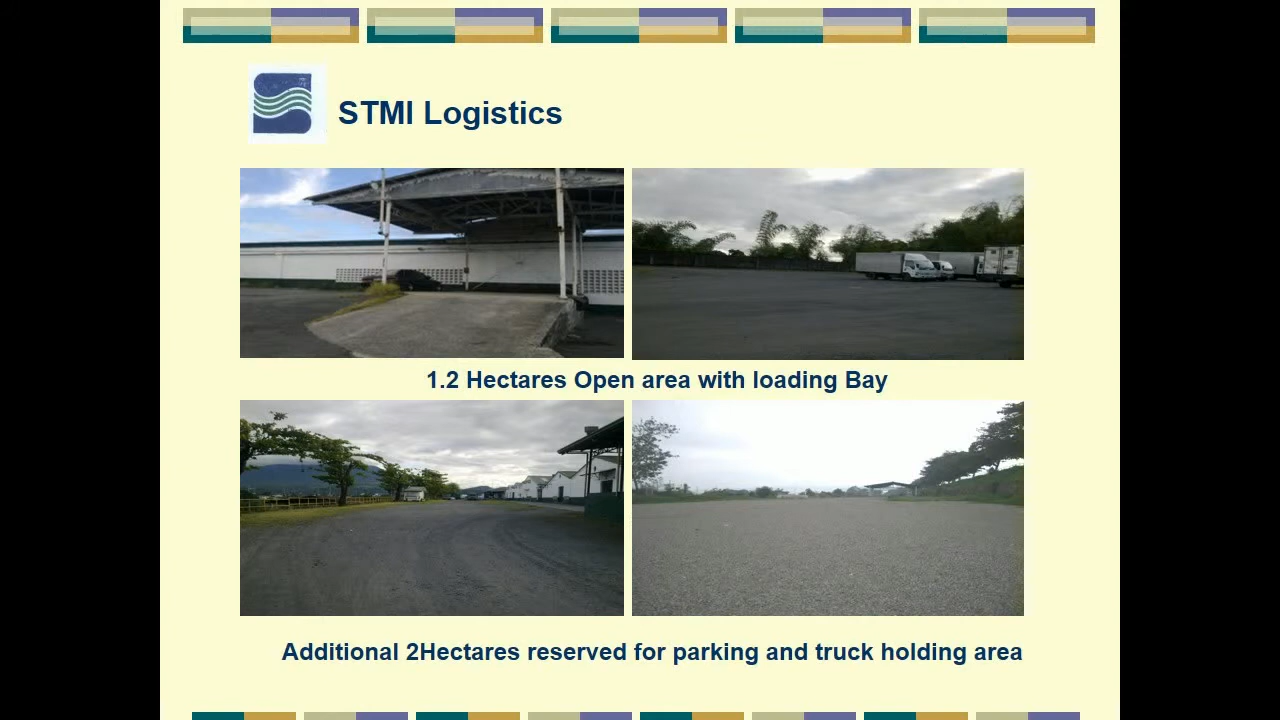 STMI Logistics
1.2 Hectares Open area with loading Bay
Additional 2Hectares reserved for parking and truck holding area